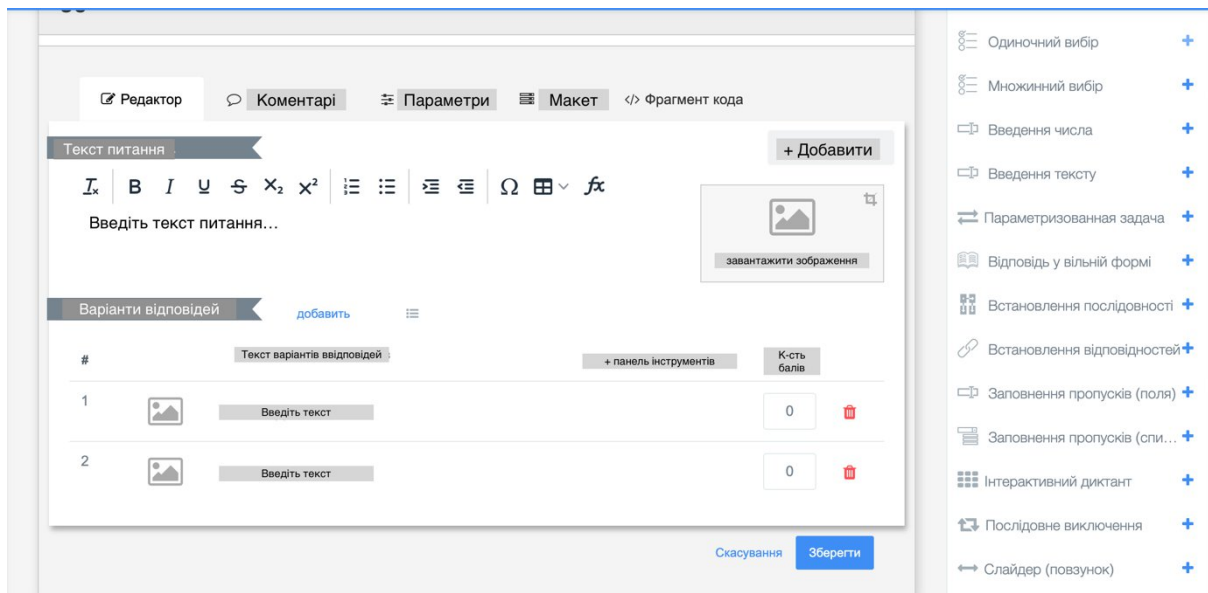 Редактор
Коментарі
Параметри
Макет
</> Фрагмент кода
Текст питання
+ Добавити
B I U S X₂ X² Ω fx
Введіть текст питання...
завантажити зображення
Варіанти відповідей
добавить
#
Текст варіантів ввідповідей :
+ панель інструментів
К-сть
балів
1
Введіть текст
0
2
Введіть текст
0
Скасування
Зберегти
Одиночний вибір +
Множинний вибір +
Введення числа +
Введення тексту +
Параметризованная задача +
Відповідь у вільній формі +
Встановлення послідовності +
Встановлення відповідностей +
Заповнення пропусків (поля) +
Заповнення пропусків (спи... +
Інтерактивний диктант +
Послідовне виключення +
Слайдер (повзунок) +